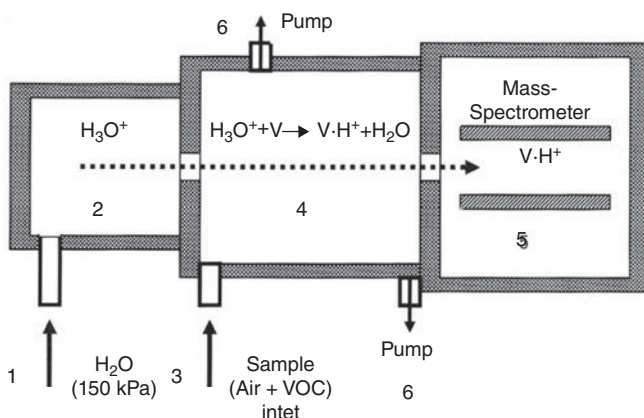 6
Pump
Mass-
Spectrometer
H₃O⁺
H₃O⁺+V→ V·H⁺+H₂O
V·H⁺
2
4
5
1
H₂O
(150 kPa)
3
Sample
(Air + VOC)
intet
Pump
6